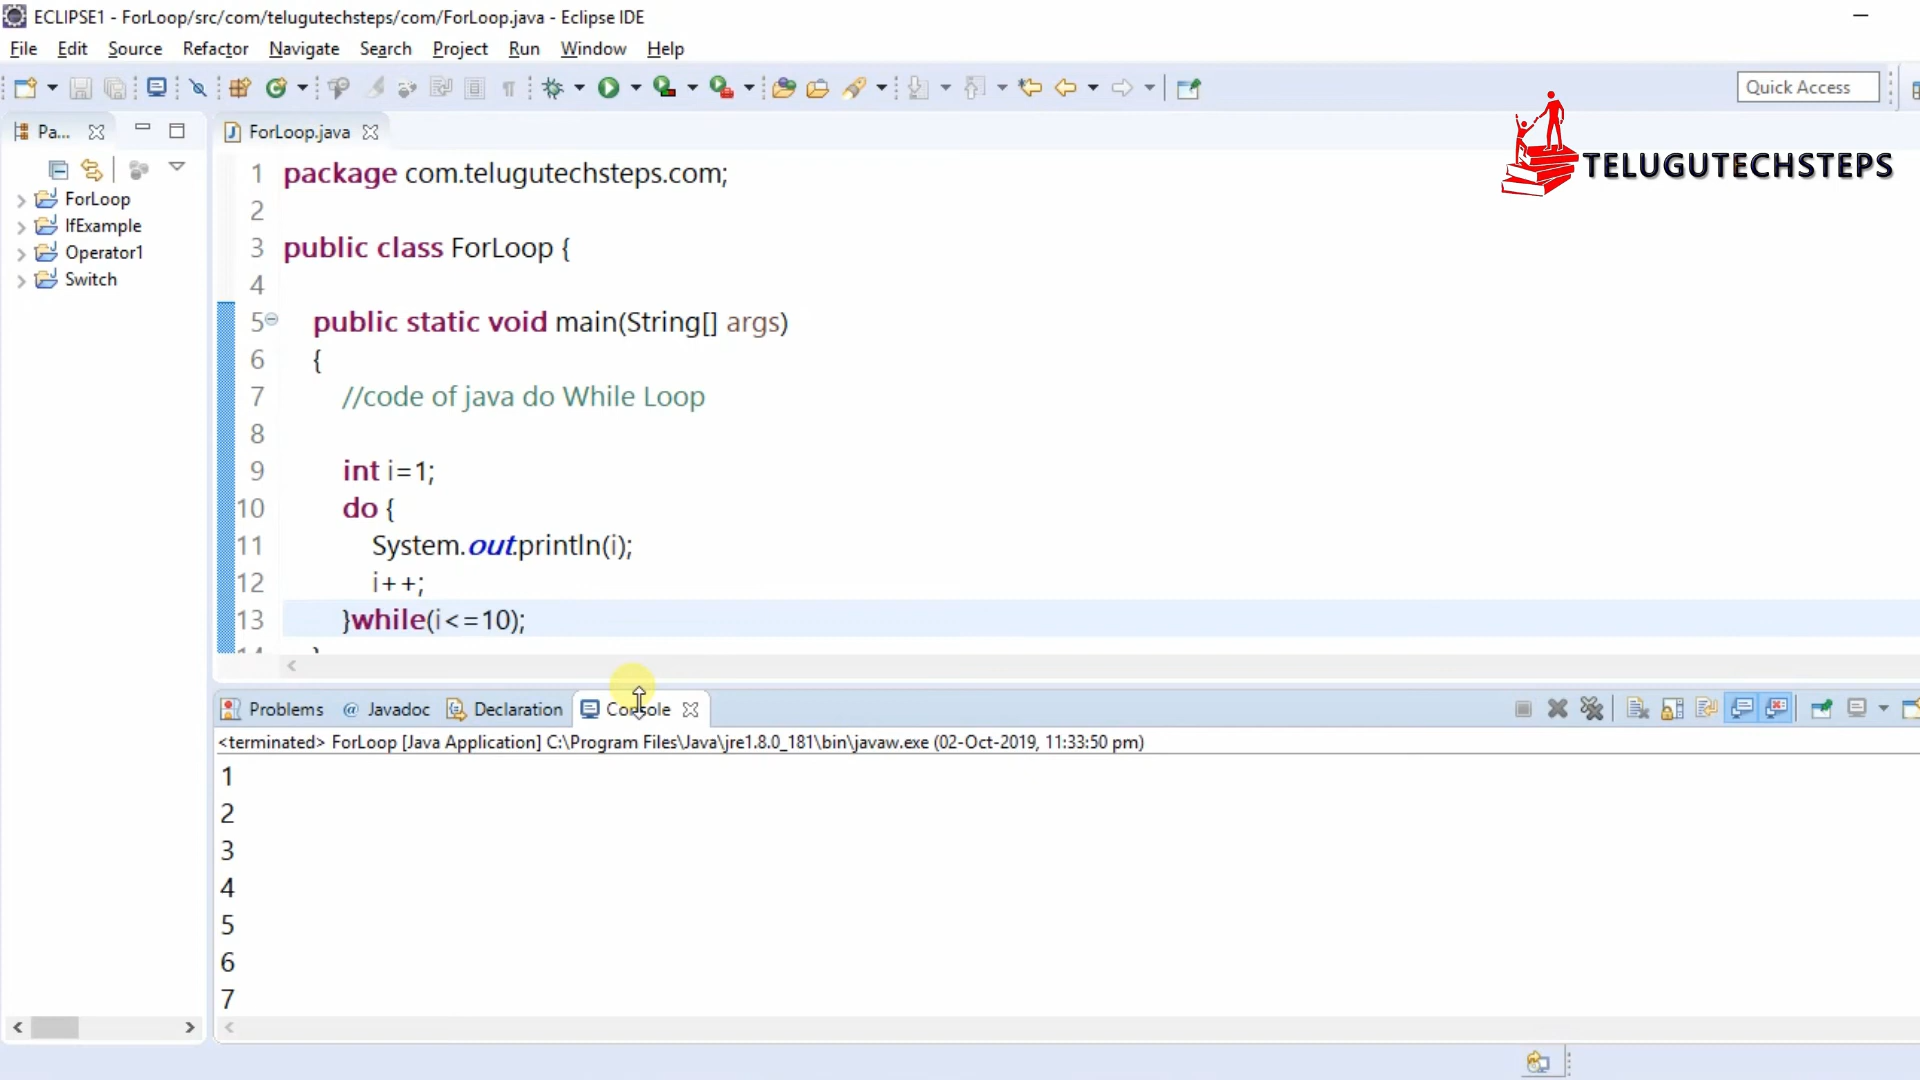 ECLIPSE1 - ForLoop/src/com/telugutechsteps/com/ForLoop.java - Eclipse IDE
File Edit Source Refactor Navigate Search Project Run Window Help
Quick Access
Pa...
ForLoop.java
TELUGUTECHSTEPS
ForLoop
IfExample
Operator1
Switch
1 package com.telugutechsteps.com;
2
3 public class ForLoop {
4
5 public static void main(String[] args)
6 {
7 //code of java do While Loop
8
9 int i=1;
10 do {
11 System.out.println(i);
12 i++;
13 }while(i<=10);
Problems @ Javadoc Declaration Console
<terminated> ForLoop [Java Application] C:\Program Files\Java\jre1.8.0_181\bin\javaw.exe (02-Oct-2019, 11:33:50 pm)
1
2
3
4
5
6
7